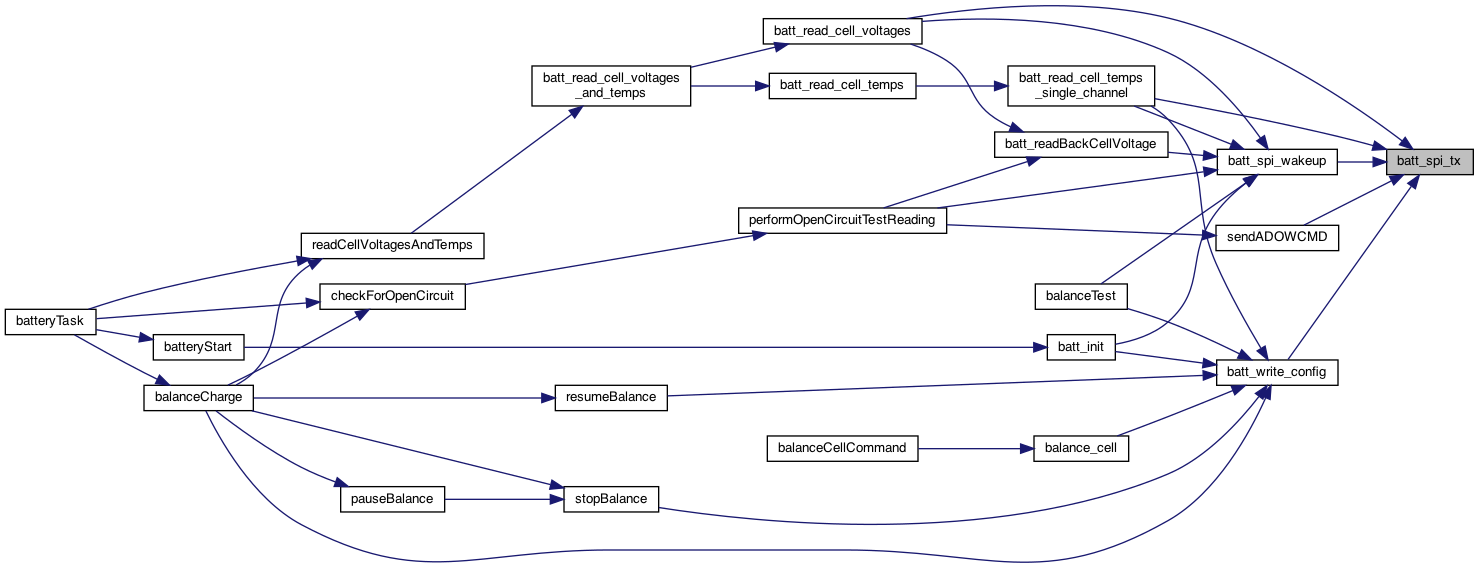 batt_read_cell_voltages
batt_read_cell_voltages
_and_temps
batt_read_cell_temps
batt_read_cell_temps
_single_channel
batt_readBackCellVoltage
batt_spi_wakeup
batt_spi_tx
performOpenCircuitTestReading
sendADOWCMD
readCellVoltagesAndTemps
checkForOpenCircuit
balanceTest
batteryTask
batteryStart
batt_init
batt_write_config
balanceCharge
resumeBalance
balanceCellCommand
balance_cell
pauseBalance
stopBalance